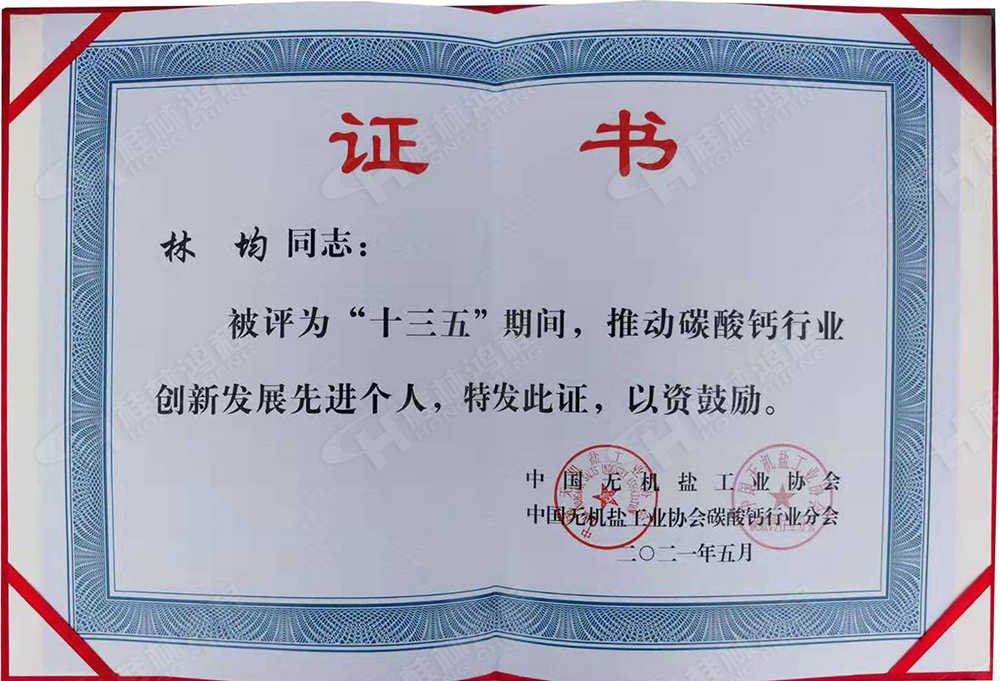 证 书
林 均 同志：
被评为“十三五”期间，推动碳酸钙行业
创新发展先进个人，特发此证，以资鼓励。
中国无机盐工业协会
中国无机盐工业协会碳酸钙行业分会
二〇二一年五月